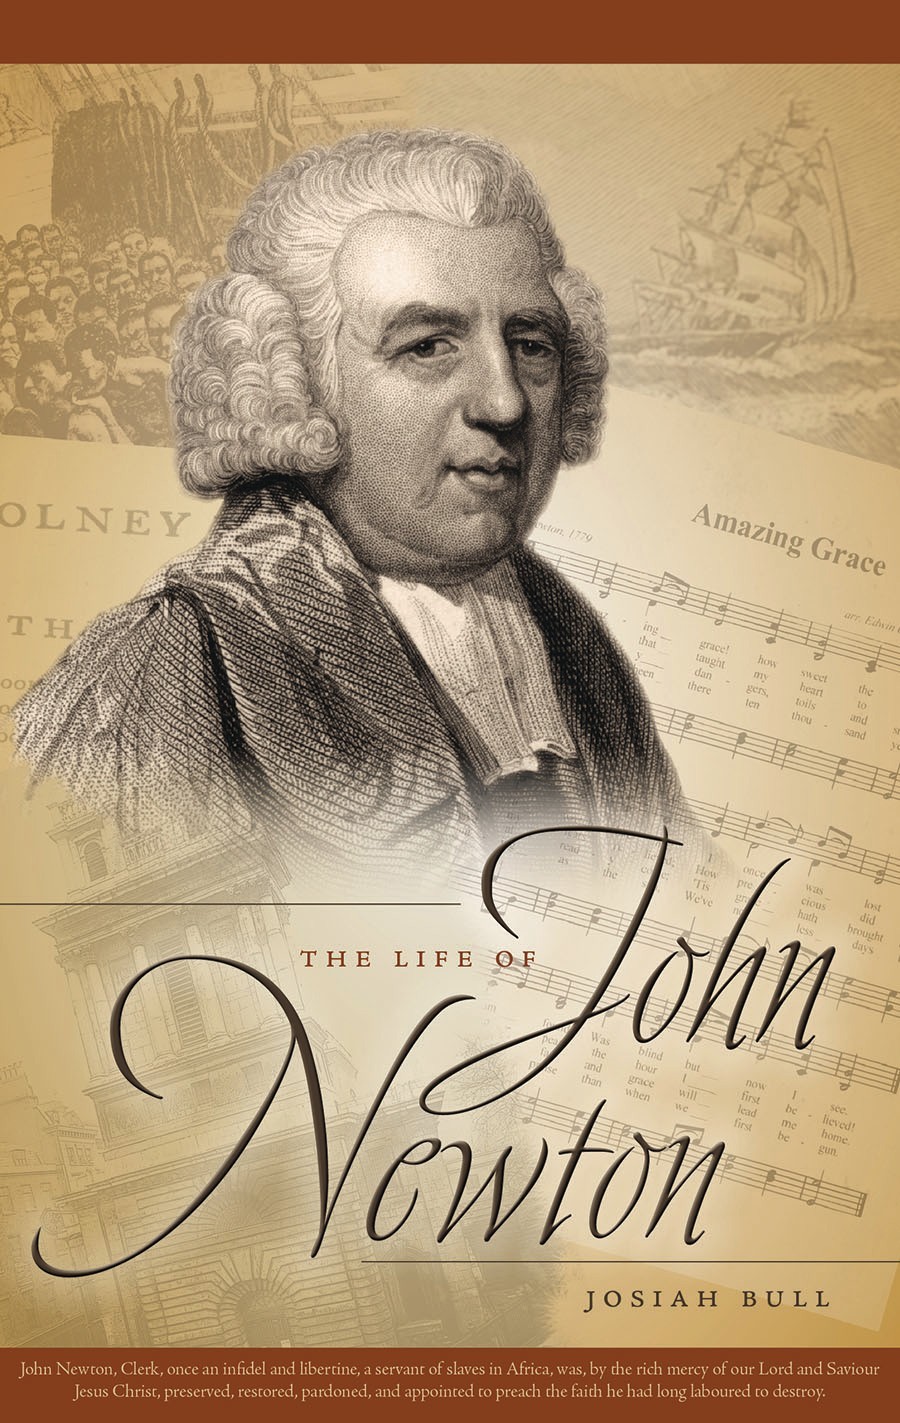 OLNEY
TH
Newton, 1779
Amazing Grace
arr. Edwin
ing grace! how sweet the
that taught my heart to
dan - gers, toils and
there ten thou - sand
I once was lost
How pre - cious did
'Tis hath brought
We've less days
THE LIFE OF
John
Newton
Was blind but now I see.
the hour I first be - lieved!
and grace will lead me home.
than when we first be - gun.
JOSIAH BULL
John Newton, Clerk, once an infidel and libertine, a servant of slaves in Africa, was, by the rich mercy of our Lord and Saviour
Jesus Christ, preserved, restored, pardoned, and appointed to preach the faith he had long laboured to destroy.